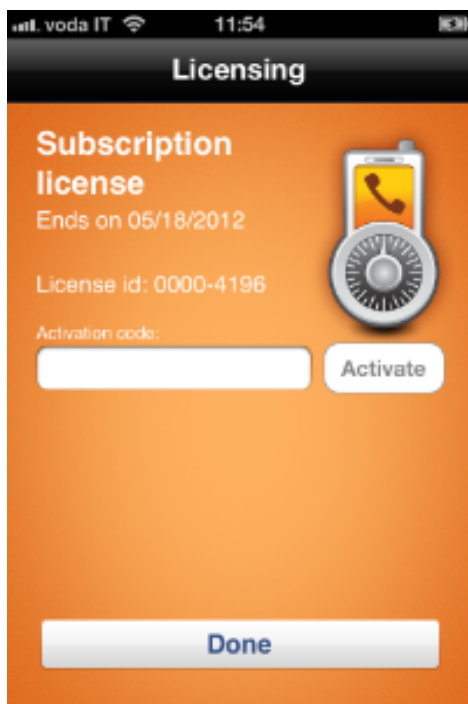 voda IT 11:54
Licensing
Subscription
license
Ends on 05/18/2012
License id: 0000-4196
Activation code:
Activate
Done